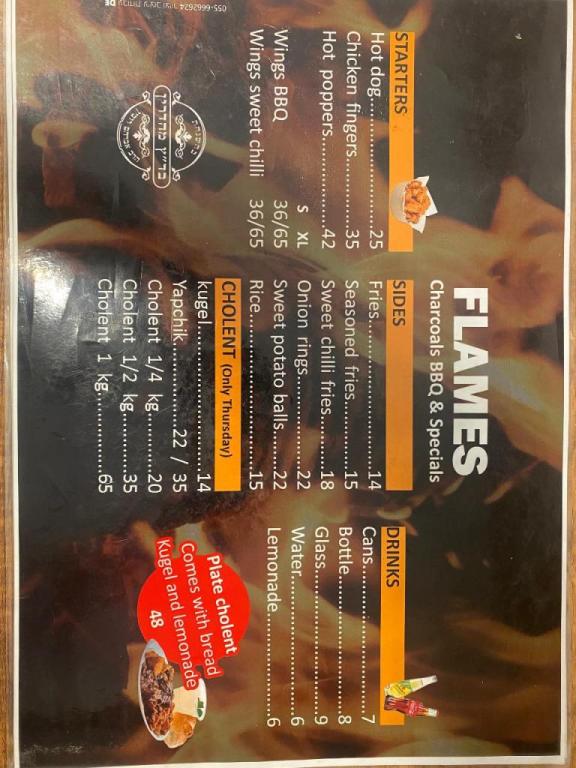 FLAMES
Charcoals BBQ & Specials
STARTERS
Hot dog....................25
Chicken fingers.........35
Hot poppers..............42
S XL
Wings BBQ 36/65
Wings sweet chilli 36/65
בד״ץ מהדרין
SIDES
Fries..........................14
Seasoned fries..........15
Sweet chilli fries.......18
Onion rings...............22
Sweet potato balls....22
Rice...........................15
CHOLENT (Only Thursday)
kugel.........................14
Yapchik..............22 / 35
Cholent 1/4 kg........20
Cholent 1/2 kg........35
Cholent 1 kg...........65
DRINKS
Cans..........................7
Bottle........................8
Glass.........................9
Water........................6
Lemonade.................6
Plate cholent
Comes with bread
Kugel and lemonade
48
055-6662624